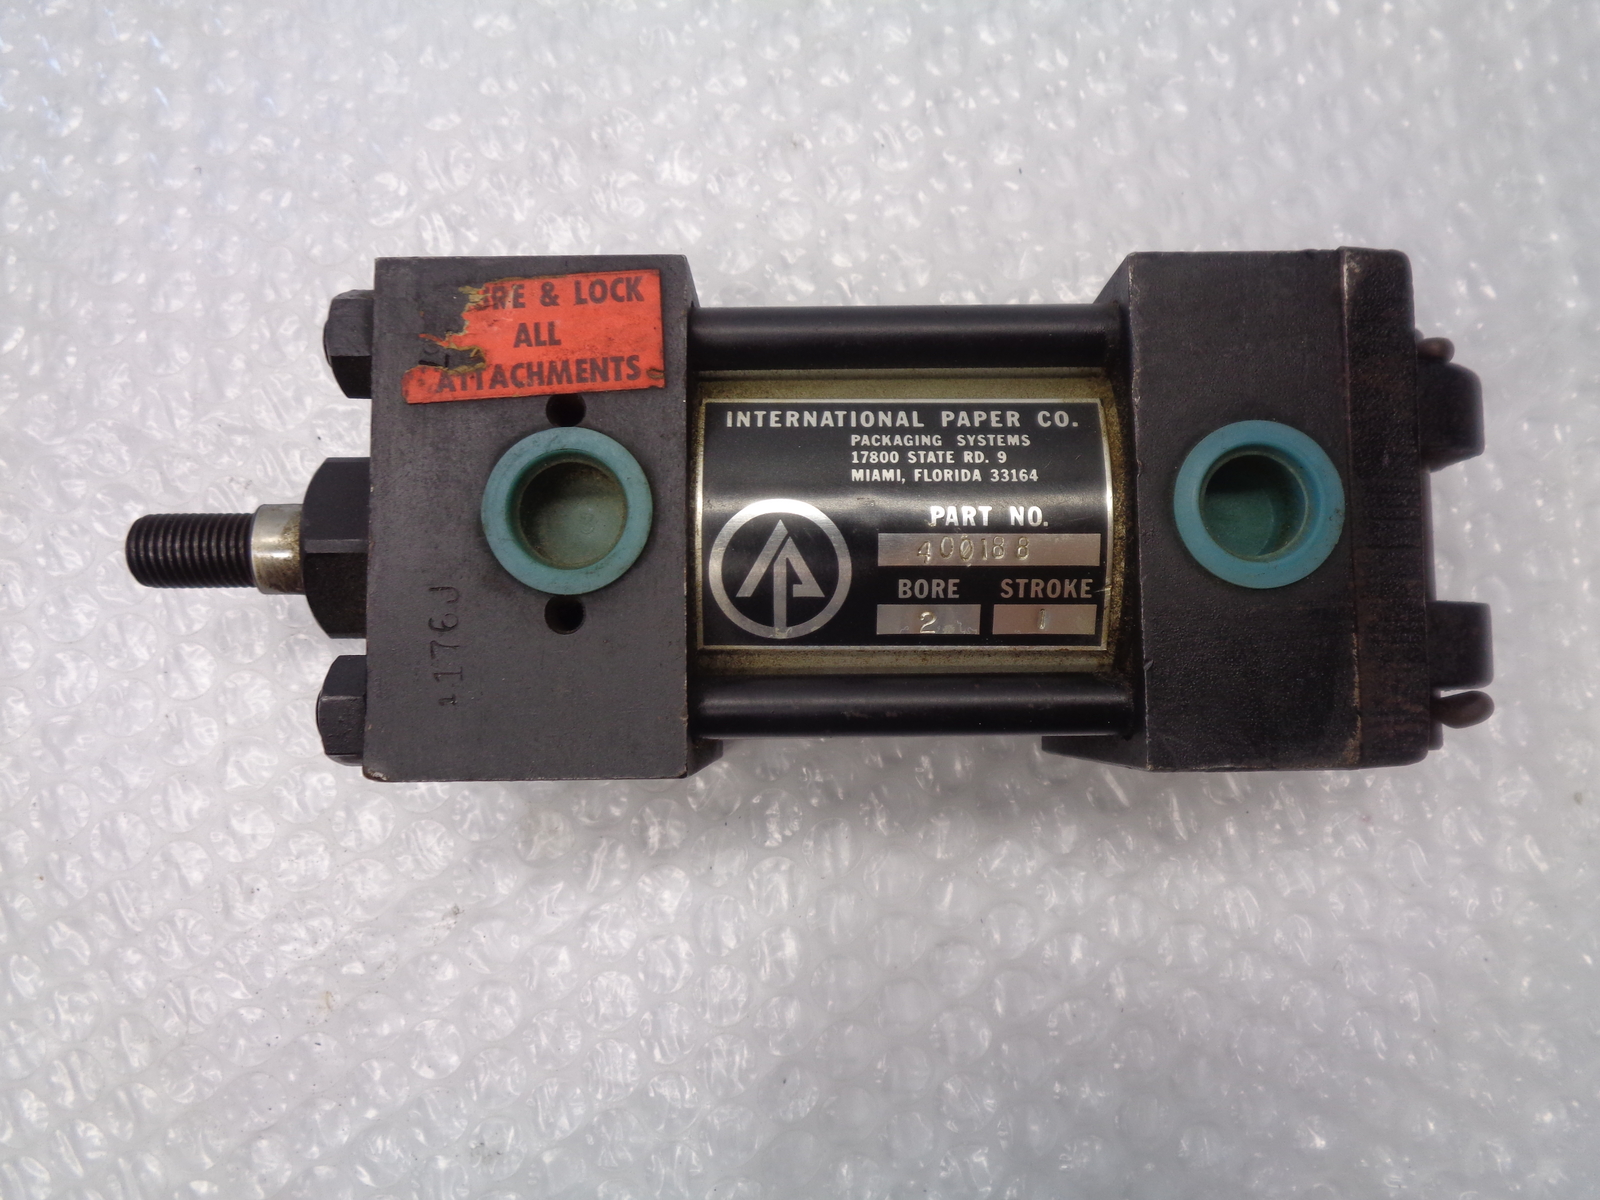 & LOCK
ALL
ATTACHMENTS
INTERNATIONAL PAPER CO.
PACKAGING SYSTEMS
17800 STATE RD. 9
MIAMI, FLORIDA 33164
PART NO.
400188
BORE STROKE
2 1
1176J